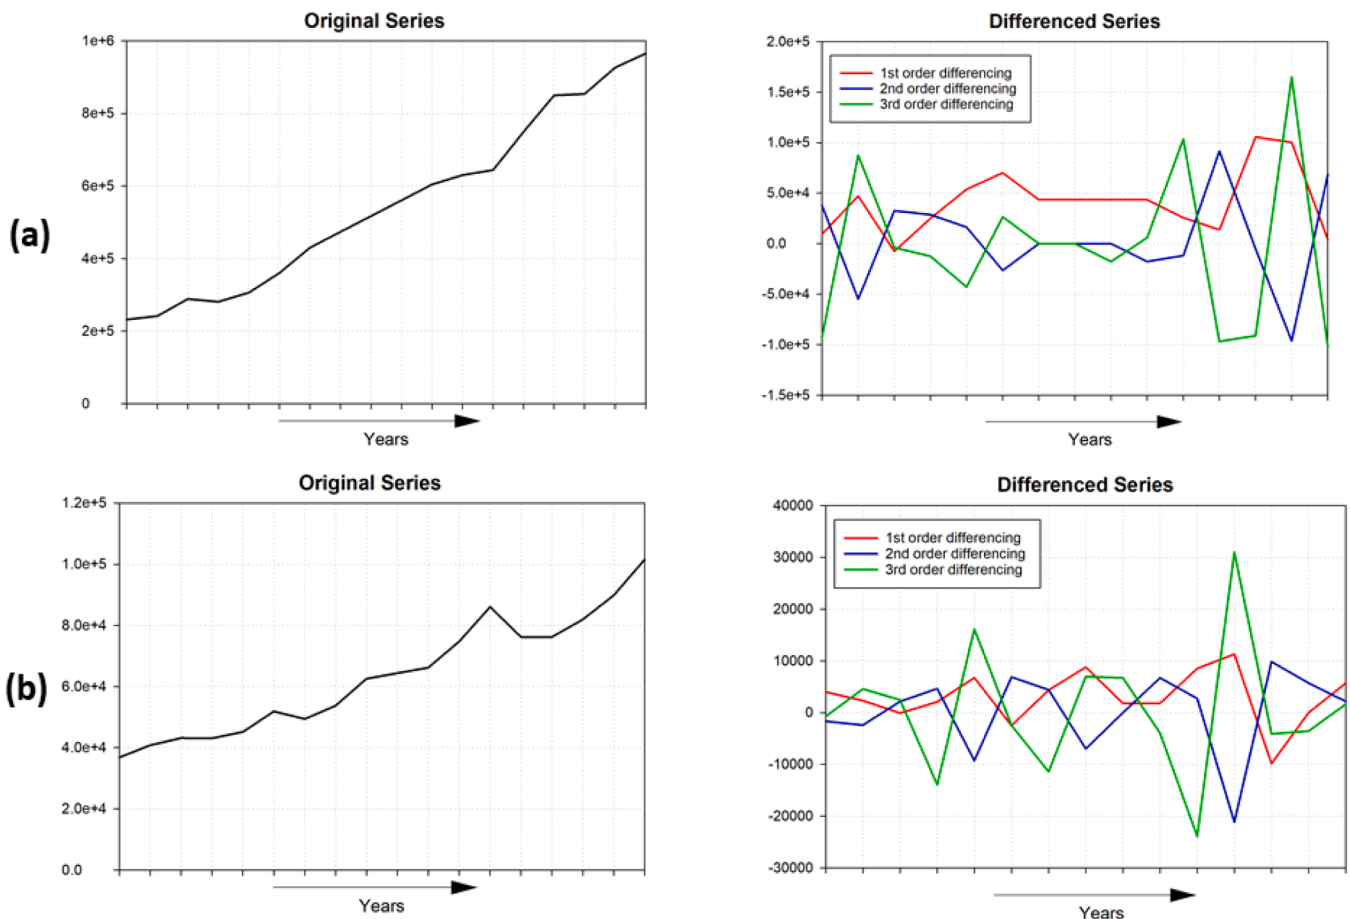 Original Series
1e+6
8e+5
6e+5
4e+5
2e+5
0
Years
(a)
Differenced Series
1st order differencing
2nd order differencing
3rd order differencing
2.0e+5
1.5e+5
1.0e+5
5.0e+4
0.0
-5.0e+4
-1.0e+5
-1.5e+5
Years
Original Series
1.2e+5
1.0e+5
8.0e+4
6.0e+4
4.0e+4
2.0e+4
0.0
Years
(b)
Differenced Series
1st order differencing
2nd order differencing
3rd order differencing
40000
30000
20000
10000
0
-10000
-20000
-30000
Years